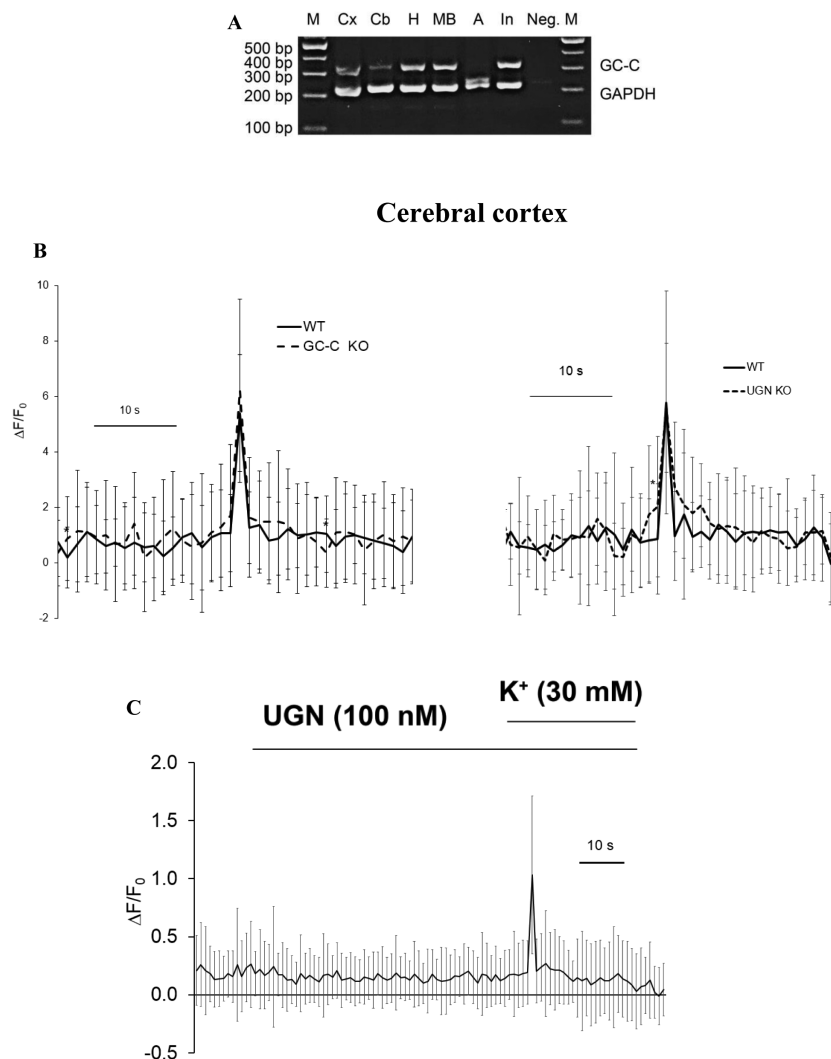 A
M Cx Cb H MB A In Neg. M
500 bp
400 bp
300 bp
200 bp
100 bp
GC-C
GAPDH
Cerebral cortex
B
10
8
6
4
2
0
-2
ΔF/F₀
10 s
WT
GC-C KO
*
*
10 s
WT
UGN KO
*
C
UGN (100 nM)
K⁺ (30 mM)
2.0
1.5
1.0
0.5
0.0
-0.5
ΔF/F₀
10 s